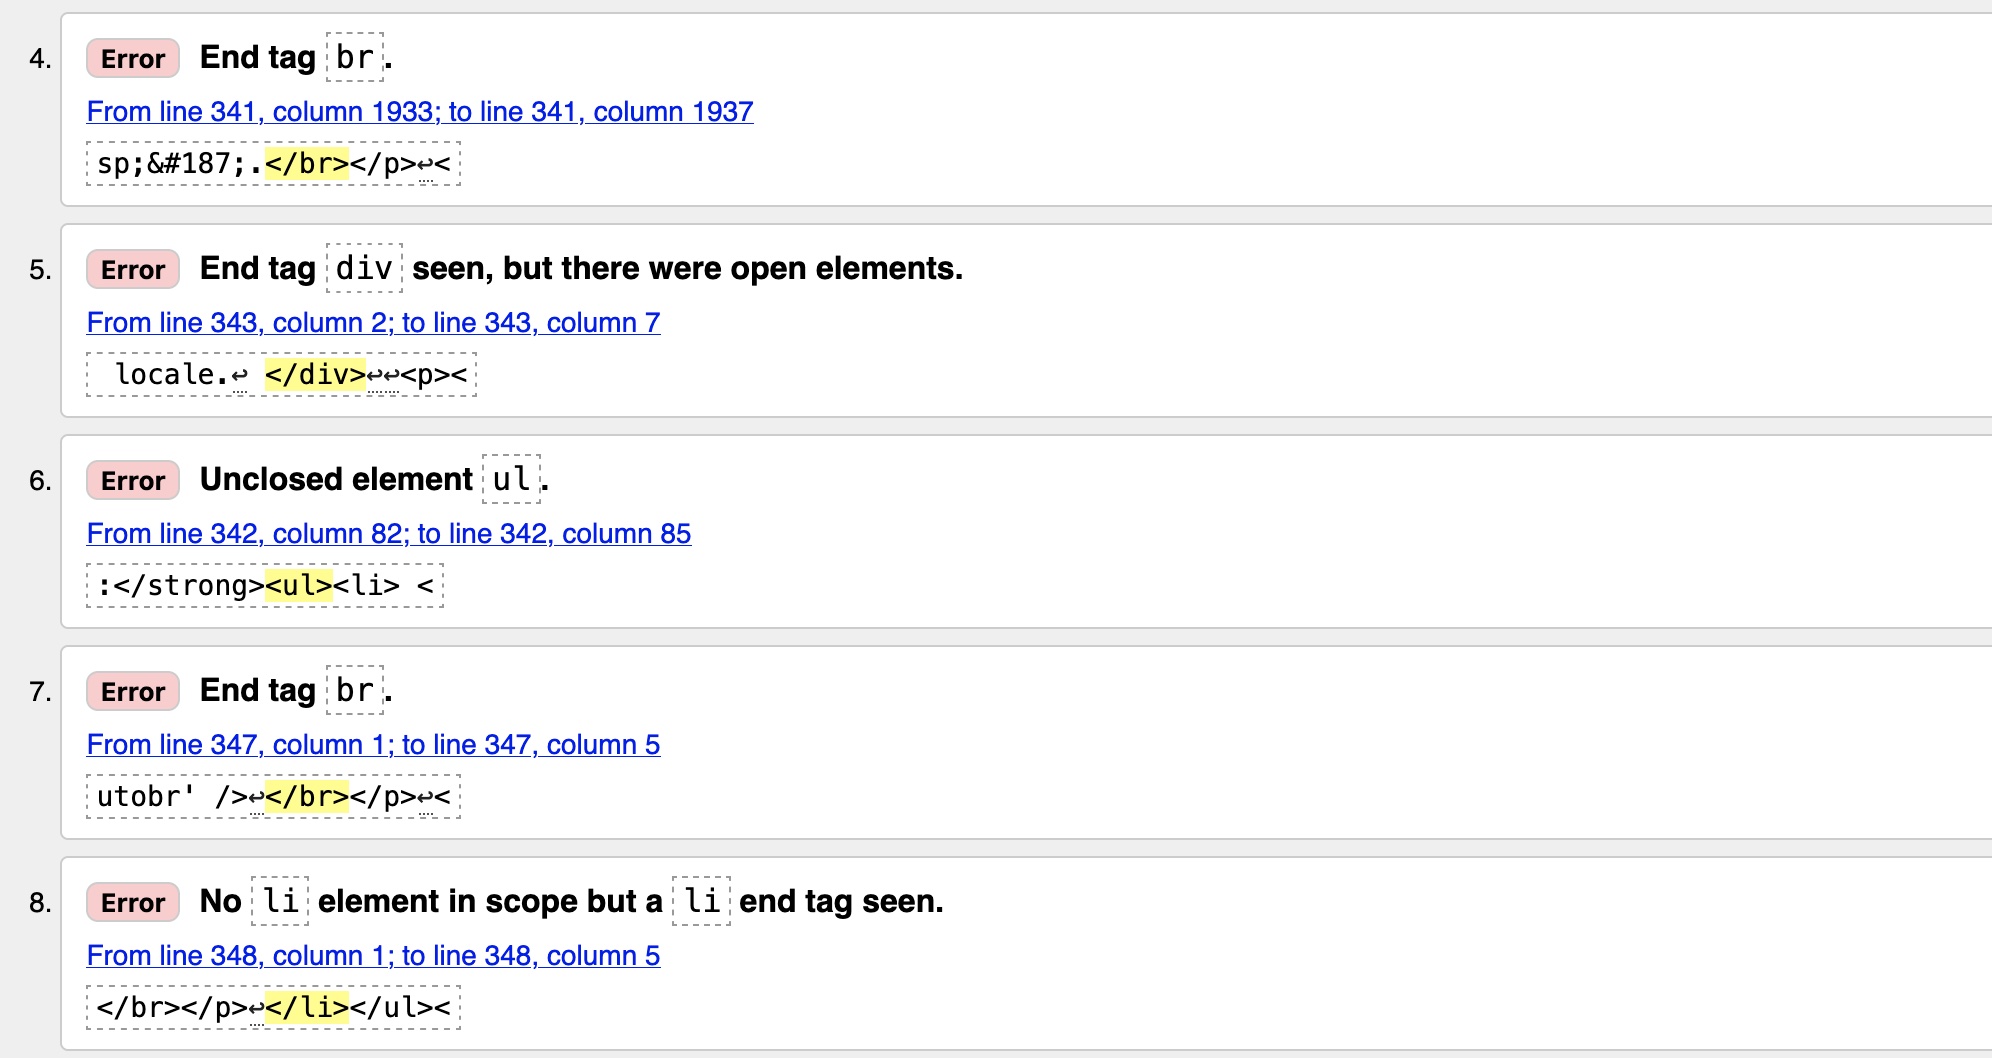 4. Error End tag br.
From line 341, column 1933; to line 341, column 1937
sp;&#187;.</br></p>↩<
5. Error End tag div seen, but there were open elements.
From line 343, column 2; to line 343, column 7
locale.↩ </div>↩↩<p><
6. Error Unclosed element ul.
From line 342, column 82; to line 342, column 85
:</strong><ul><li> <
7. Error End tag br.
From line 347, column 1; to line 347, column 5
utobr' />↩</br></p>↩<
8. Error No li element in scope but a li end tag seen.
From line 348, column 1; to line 348, column 5
</br></p>↩</li></ul><